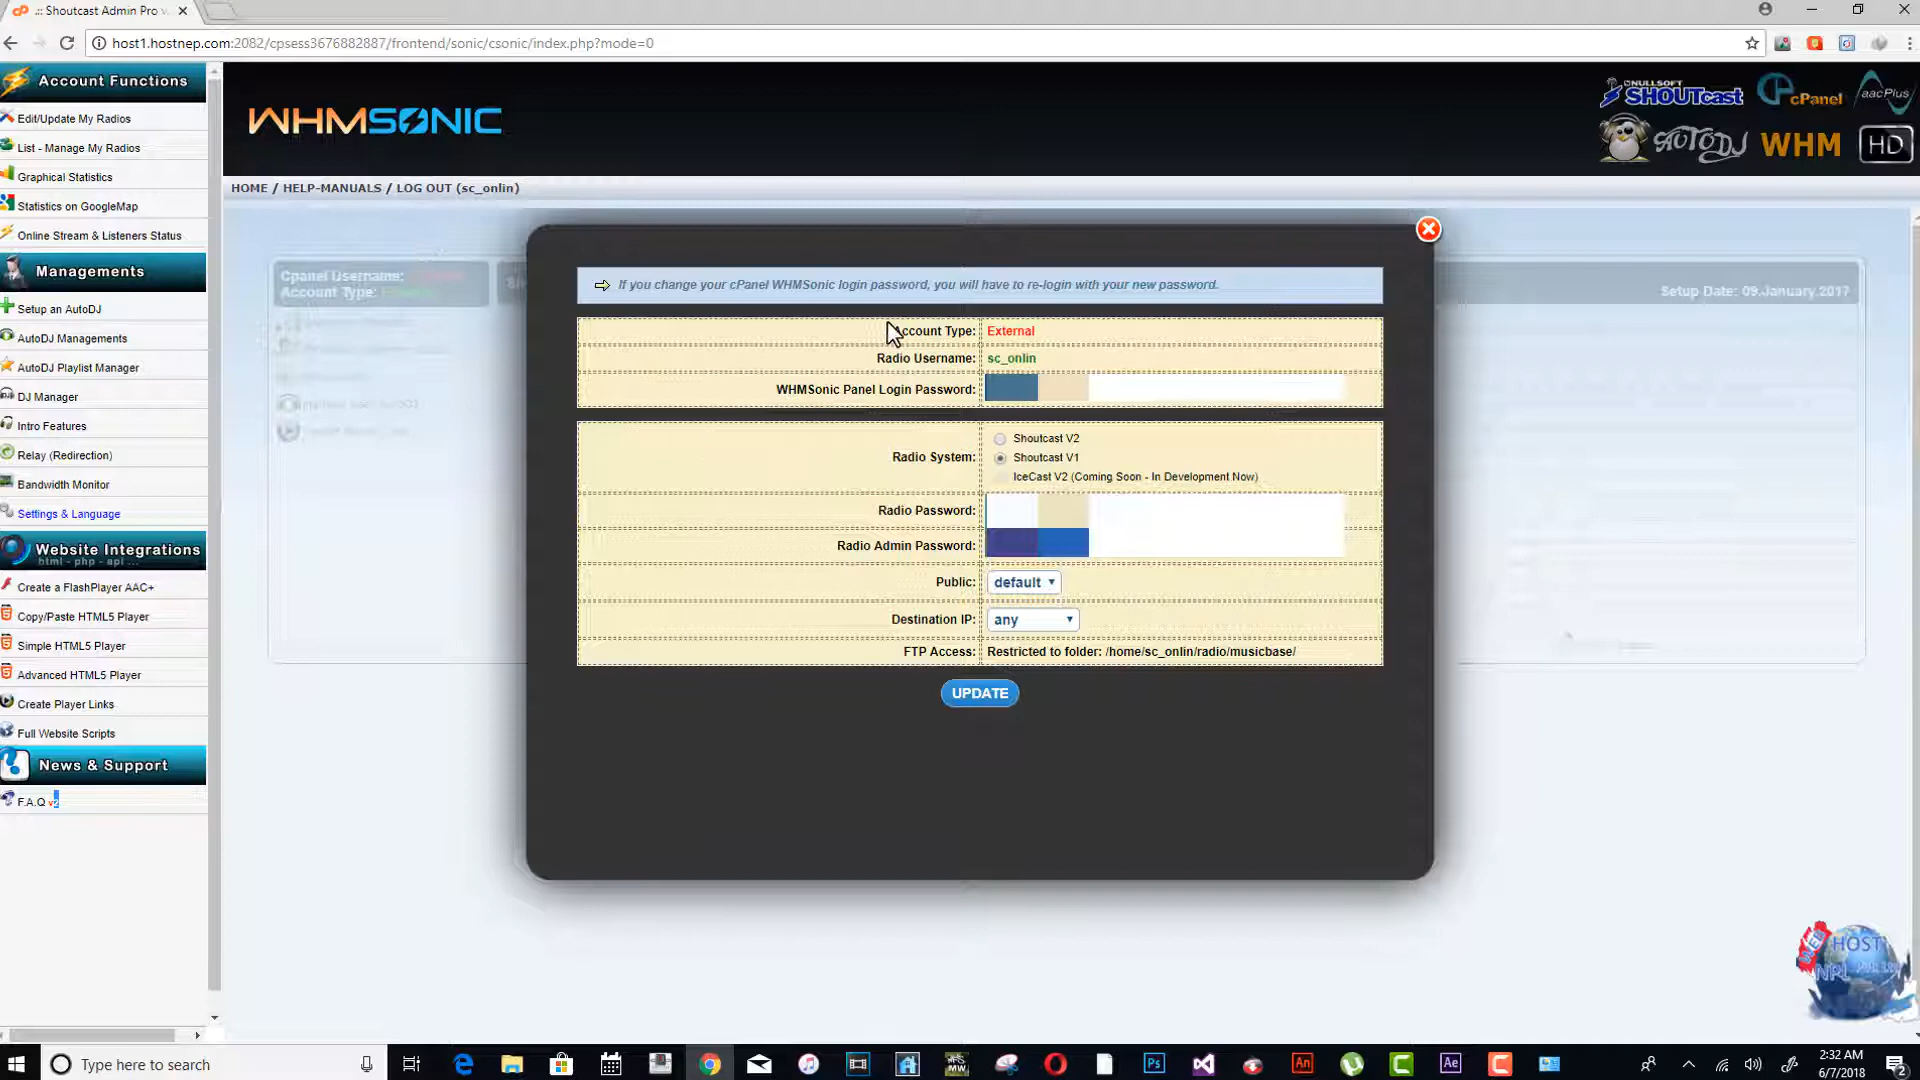 .:: Shoutcast Admin Pro v
host1.hostnep.com:2082/cpsess3676882887/frontend/sonic/csonic/index.php?mode=0
Account Functions
Edit/Update My Radios
List - Manage My Radios
Graphical Statistics
Statistics on GoogleMap
Online Stream & Listeners Status
Managements
Setup an AutoDJ
AutoDJ Managements
AutoDJ Playlist Manager
DJ Manager
Intro Features
Relay (Redirection)
Bandwidth Monitor
Settings & Language
Website Integrations
html - php - api ...
Create a FlashPlayer AAC+
Copy/Paste HTML5 Player
Simple HTML5 Player
Advanced HTML5 Player
Create Player Links
Full Website Scripts
News & Support
F.A.Q v2
WHMSONIC
NULLSOFT
SHOUTcast
cPanel
aacPlus
AUTODJ
WHM
HD
HOME / HELP-MANUALS / LOG OUT (sc_onlin)
Cpanel Username:
Account Type:
Setup Date: 09.January.2017
If you change your cPanel WHMSonic login password, you will have to re-login with your new password.
Account Type: External
Radio Username: sc_onlin
WHMSonic Panel Login Password:
Radio System:
Shoutcast V2
Shoutcast V1
IceCast V2 (Coming Soon - In Development Now)
Radio Password:
Radio Admin Password:
Public: default
Destination IP: any
FTP Access: Restricted to folder: /home/sc_onlin/radio/musicbase/
UPDATE
WEB
HOST
NPL
Type here to search
2:32 AM
6/7/2018